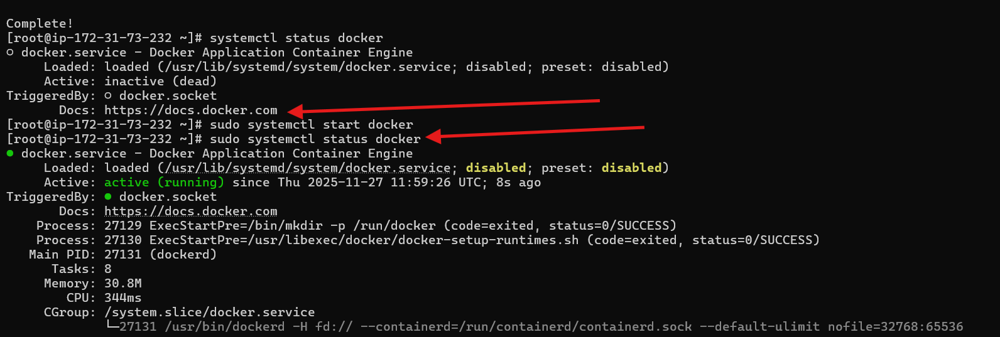 Complete!
[root@ip-172-31-73-232 ~]# systemctl status docker
○ docker.service - Docker Application Container Engine
     Loaded: loaded (/usr/lib/systemd/system/docker.service; disabled; preset: disabled)
     Active: inactive (dead)
TriggeredBy: ○ docker.socket
       Docs: https://docs.docker.com
[root@ip-172-31-73-232 ~]# sudo systemctl start docker
[root@ip-172-31-73-232 ~]# sudo systemctl status docker
● docker.service - Docker Application Container Engine
     Loaded: loaded (/usr/lib/systemd/system/docker.service; disabled; preset: disabled)
     Active: active (running) since Thu 2025-11-27 11:59:26 UTC; 8s ago
TriggeredBy: ● docker.socket
       Docs: https://docs.docker.com
    Process: 27129 ExecStartPre=/bin/mkdir -p /run/docker (code=exited, status=0/SUCCESS)
    Process: 27130 ExecStartPre=/usr/libexec/docker/docker-setup-runtimes.sh (code=exited, status=0/SUCCESS)
   Main PID: 27131 (dockerd)
      Tasks: 8
     Memory: 30.8M
        CPU: 344ms
     CGroup: /system.slice/docker.service
             └─27131 /usr/bin/dockerd -H fd:// --containerd=/run/containerd/containerd.sock --default-ulimit nofile=32768:65536